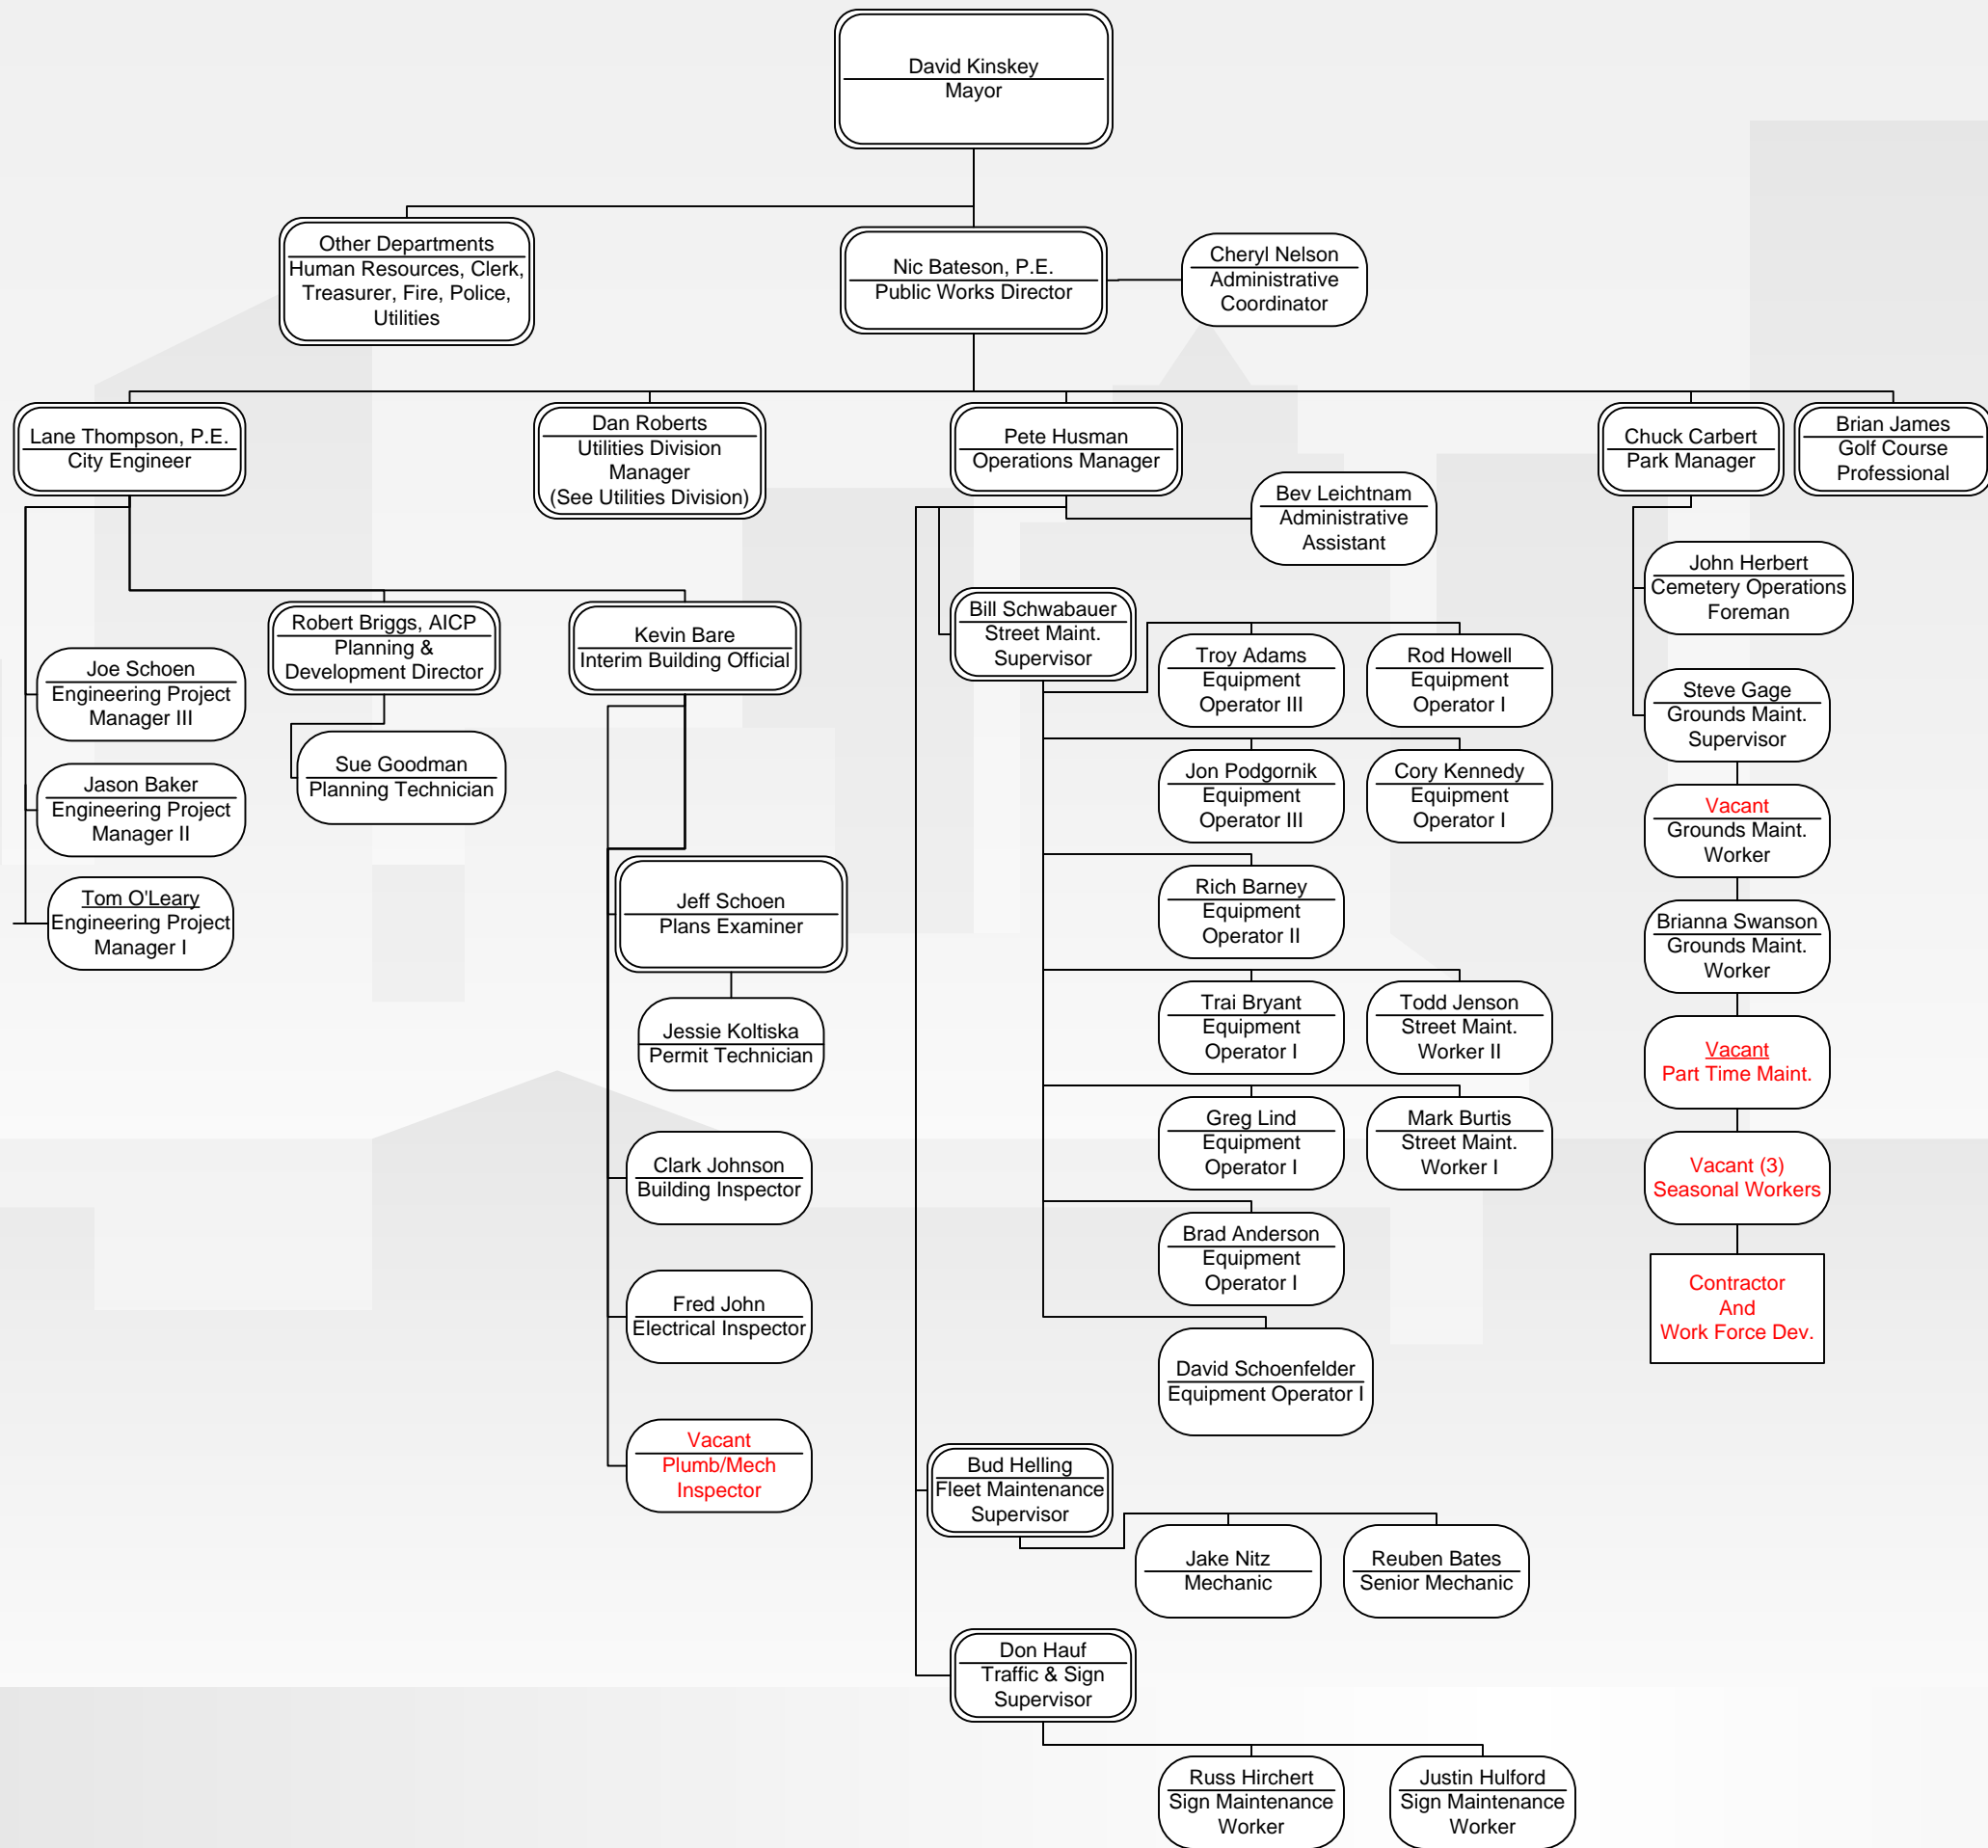 David Kinskey
Mayor
Other Departments
Human Resources, Clerk,
Treasurer, Fire, Police,
Utilities
Nic Bateson, P.E.
Public Works Director
Cheryl Nelson
Administrative
Coordinator
Lane Thompson, P.E.
City Engineer
Dan Roberts
Utilities Division
Manager
(See Utilities Division)
Pete Husman
Operations Manager
Chuck Carbert
Park Manager
Brian James
Golf Course
Professional
Bev Leichtnam
Administrative
Assistant
Joe Schoen
Engineering Project
Manager III
Jason Baker
Engineering Project
Manager II
Tom O'Leary
Engineering Project
Manager I
Robert Briggs, AICP
Planning &
Development Director
Sue Goodman
Planning Technician
Kevin Bare
Interim Building Official
Jeff Schoen
Plans Examiner
Jessie Koltiska
Permit Technician
Clark Johnson
Building Inspector
Fred John
Electrical Inspector
Vacant
Plumb/Mech
Inspector
Bill Schwabauer
Street Maint.
Supervisor
Troy Adams
Equipment
Operator III
Rod Howell
Equipment
Operator I
Jon Podgornik
Equipment
Operator III
Cory Kennedy
Equipment
Operator I
Rich Barney
Equipment
Operator II
Trai Bryant
Equipment
Operator I
Todd Jenson
Street Maint.
Worker II
Greg Lind
Equipment
Operator I
Mark Burtis
Street Maint.
Worker I
Brad Anderson
Equipment
Operator I
David Schoenfelder
Equipment Operator I
Bud Helling
Fleet Maintenance
Supervisor
Jake Nitz
Mechanic
Reuben Bates
Senior Mechanic
Don Hauf
Traffic & Sign
Supervisor
Russ Hirchert
Sign Maintenance
Worker
Justin Hulford
Sign Maintenance
Worker
John Herbert
Cemetery Operations
Foreman
Steve Gage
Grounds Maint.
Supervisor
Vacant
Grounds Maint.
Worker
Brianna Swanson
Grounds Maint.
Worker
Vacant
Part Time Maint.
Vacant (3)
Seasonal Workers
Contractor
And
Work Force Dev.